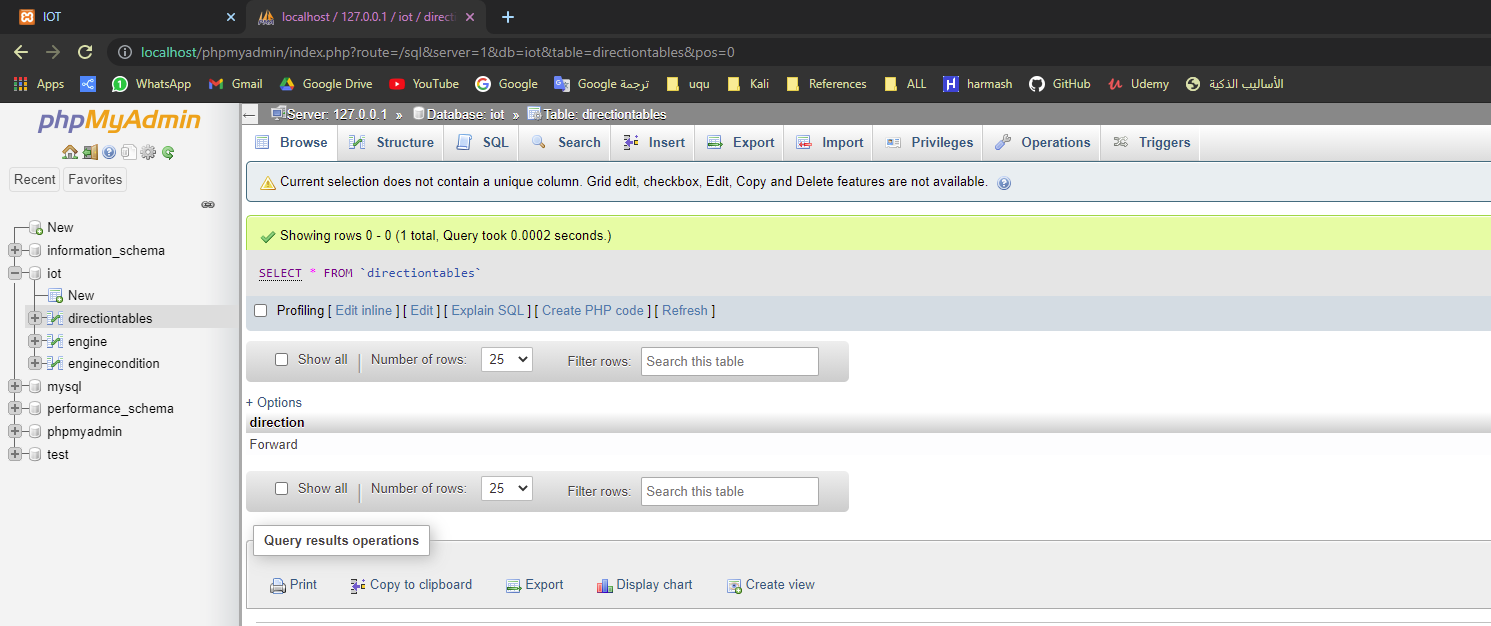 IOT
localhost / 127.0.0.1 / iot / direct
localhost/phpmyadmin/index.php?route=/sql&server=1&db=iot&table=directiontables&pos=0
Apps WhatsApp Gmail Google Drive YouTube Google Google ترجمة uqu Kali References ALL H harmash GitHub Udemy الأساليب الذكية
phpMyAdmin
Recent Favorites
New
information_schema
iot
New
directiontables
engine
enginecondition
mysql
performance_schema
phpmyadmin
test
Server: 127.0.0.1 » Database: iot » Table: directiontables
Browse Structure SQL Search Insert Export Import Privileges Operations Triggers
Current selection does not contain a unique column. Grid edit, checkbox, Edit, Copy and Delete features are not available.
Showing rows 0 - 0 (1 total, Query took 0.0002 seconds.)
SELECT * FROM `directiontables`
Profiling [ Edit inline ] [ Edit ] [ Explain SQL ] [ Create PHP code ] [ Refresh ]
Show all | Number of rows: 25 Filter rows: Search this table
+ Options
direction
Forward
Show all | Number of rows: 25 Filter rows: Search this table
Query results operations
Print Copy to clipboard Export Display chart Create view